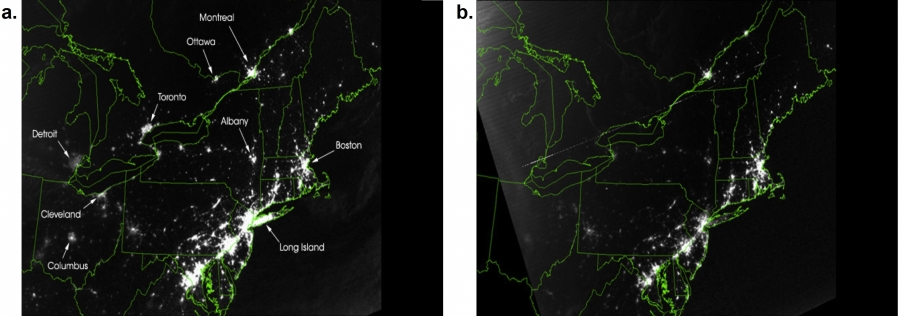 a.
b.
Montreal
Ottawa
Toronto
Albany
Detroit
Boston
Cleveland
Long Island
Columbus